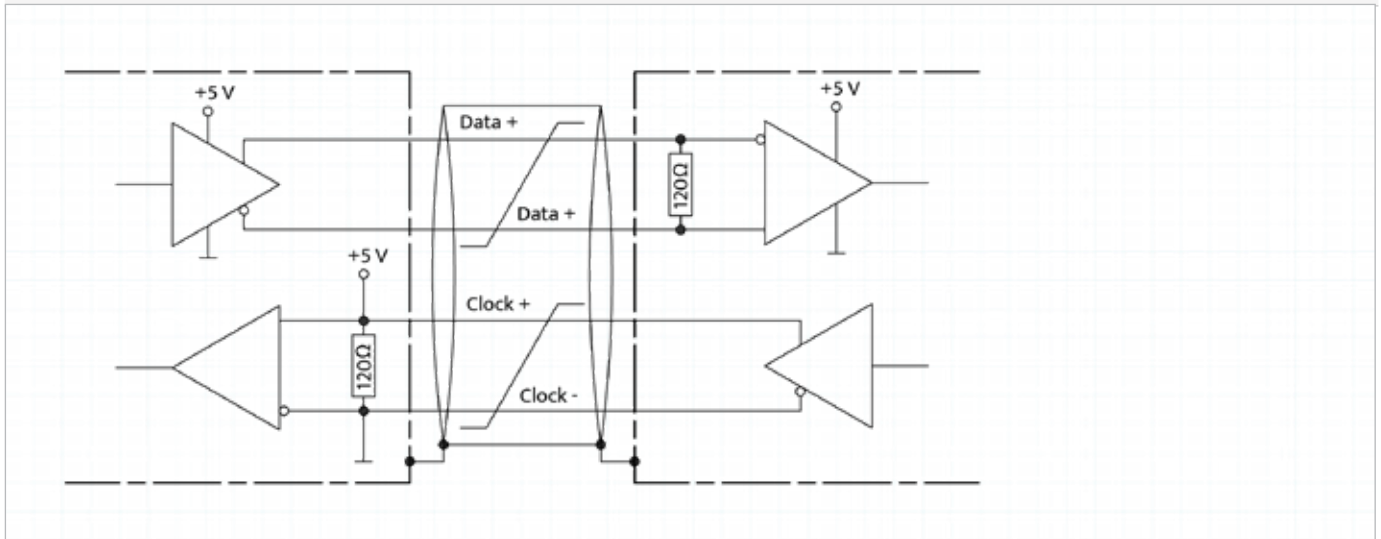 +5 V
+5 V
Data +
120Ω
Data +
+5 V
Clock +
120Ω
Clock -